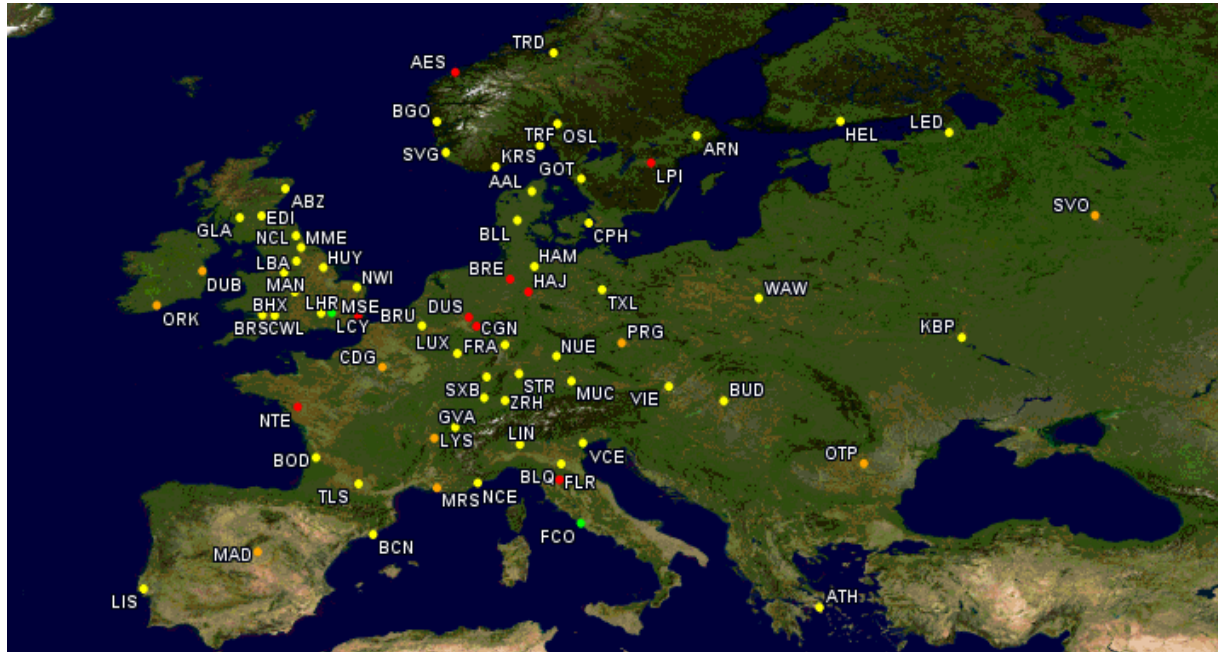 TRD
AES
BGO
TRF
OSL
HEL
LED
ARN
SVG
KRS
GOT
AAL
LPI
ABZ
SVO
EDI
GLA
BLL
CPH
NCL
MME
LBA
HUY
HAM
BRE
HAJ
DUB
MAN
NWI
TXL
WAW
BHX
LHR
MSE
DUS
ORK
BRS
CWL
LCY
BRU
CGN
KBP
PRG
LUX
FRA
NUE
CDG
SXB
STR
MUC
VIE
BUD
ZRH
NTE
GVA
LYS
LIN
VCE
OTP
BOD
BLQ
FLR
TLS
MRS
NCE
FCO
BCN
MAD
LIS
ATH